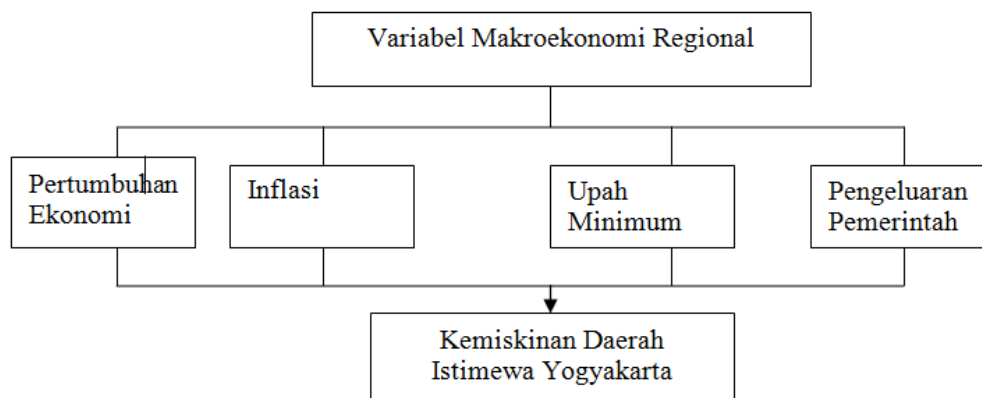 Variabel Makroekonomi Regional
Pertumbuhan
Ekonomi
Inflasi
Upah
Minimum
Pengeluaran
Pemerintah
Kemiskinan Daerah
Istimewa Yogyakarta